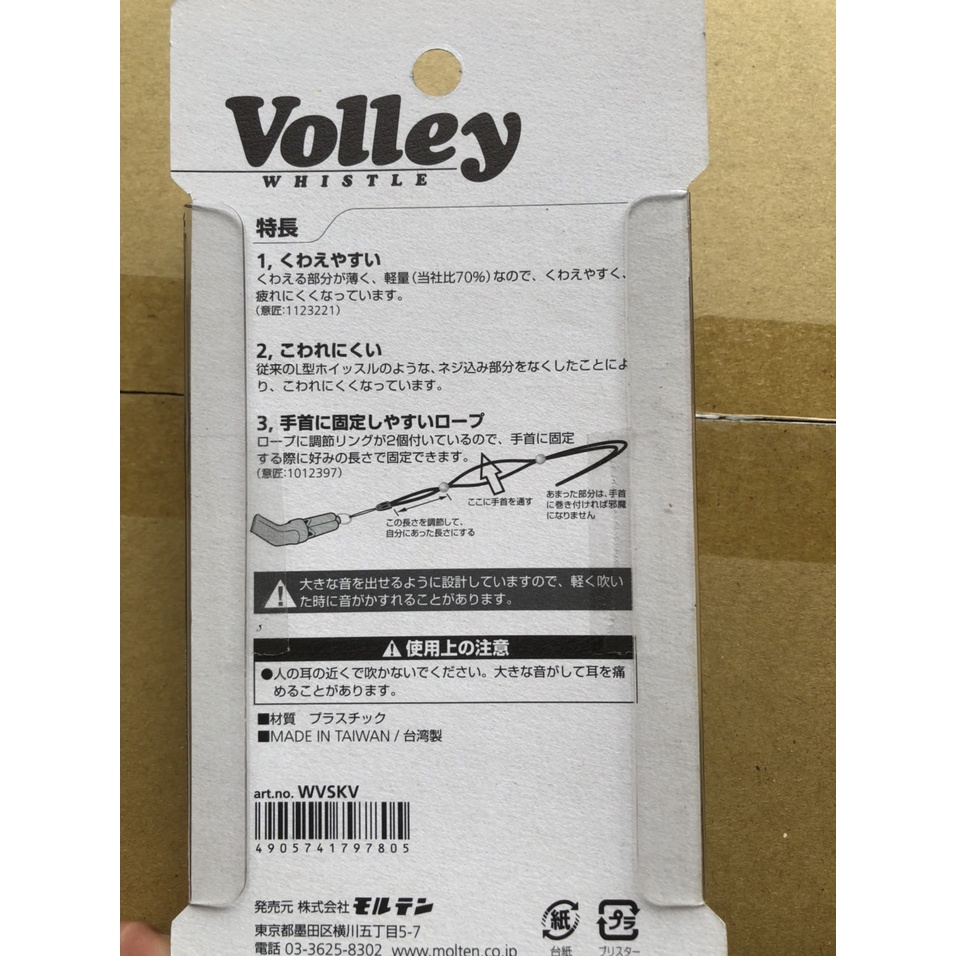 Volley
WHISTLE
特長
1, くわえやすい
くわえる部分が薄く、軽量(当社比70%)なので、くわえやすく、
疲れにくくなっています。
(意匠:1123221)
2, こわれにくい
従来のL型ホイッスルのような、ネジ込み部分をなくしたことによ
り、こわれにくくなっています。
3, 手首に固定しやすいロープ
ロープに調節リングが2個付いているので、手首に固定
する際に好みの長さで固定できます。
(意匠:1012397)
ここに手首を通す
あまった部分は、手首
に巻き付ければ邪魔
になりません
この長さを調節して、
自分にあった長さにする
大きな音を出せるように設計していますので、軽く吹い
た時に音がかすれることがあります。
使用上の注意
●人の耳の近くで吹かないでください。大きな音がして耳を痛
めることがあります。
■材質 プラスチック
■MADE IN TAIWAN / 台湾製
art.no. WVSKV
4905741797805
発売元 株式会社 モルテン
東京都墨田区横川五丁目5-7
電話 03-3625-8302 www.molten.co.jp
紙
台紙
プラ
ブリスター